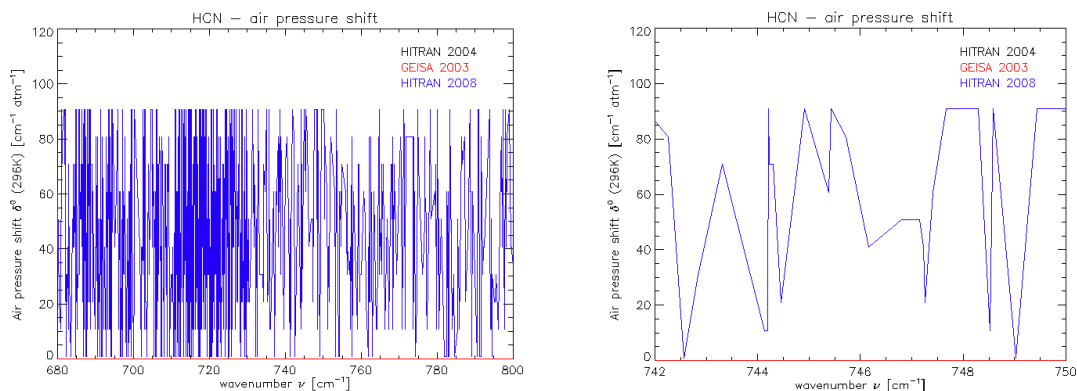 HCN – air pressure shift
120
100
80
60
40
20
0
Air pressure shift δ⁰ (296K) [cm⁻¹ atm⁻¹]
HITRAN 2004
GEISA 2003
HITRAN 2008
680 700 720 740 760 780 800
wavenumber ν [cm⁻¹]
HCN – air pressure shift
120
100
80
60
40
20
0
Air pressure shift δ⁰ (296K) [cm⁻¹ atm⁻¹]
HITRAN 2004
GEISA 2003
HITRAN 2008
742 744 746 748 750
wavenumber ν [cm⁻¹]